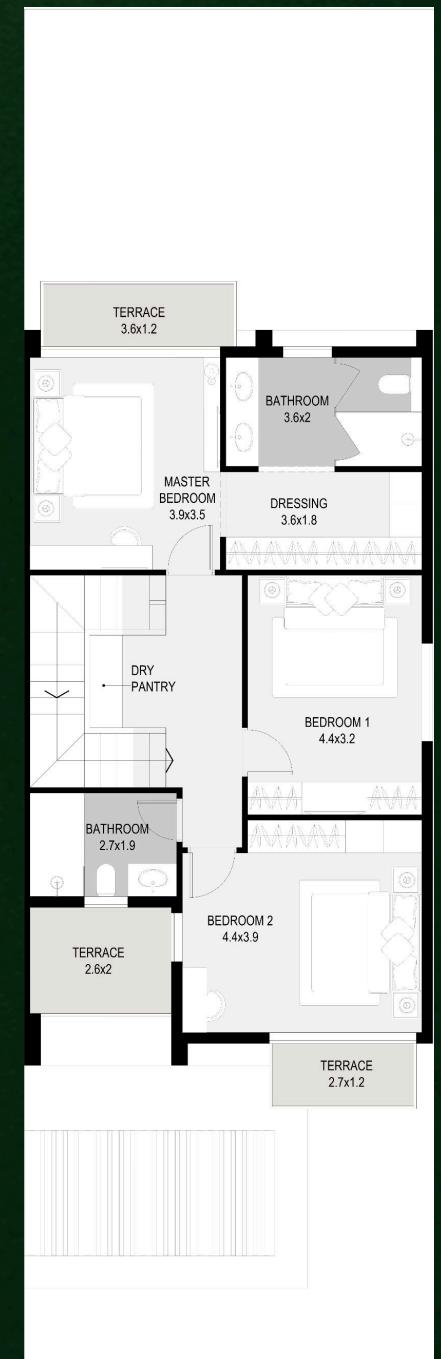 TERRACE
3.6x1.2
BATHROOM
3.6x2
MASTER
BEDROOM
3.9x3.5
DRESSING
3.6x1.8
DRY
PANTRY
BEDROOM 1
4.4x3.2
BATHROOM
2.7x1.9
BEDROOM 2
4.4x3.9
TERRACE
2.6x2
TERRACE
2.7x1.2